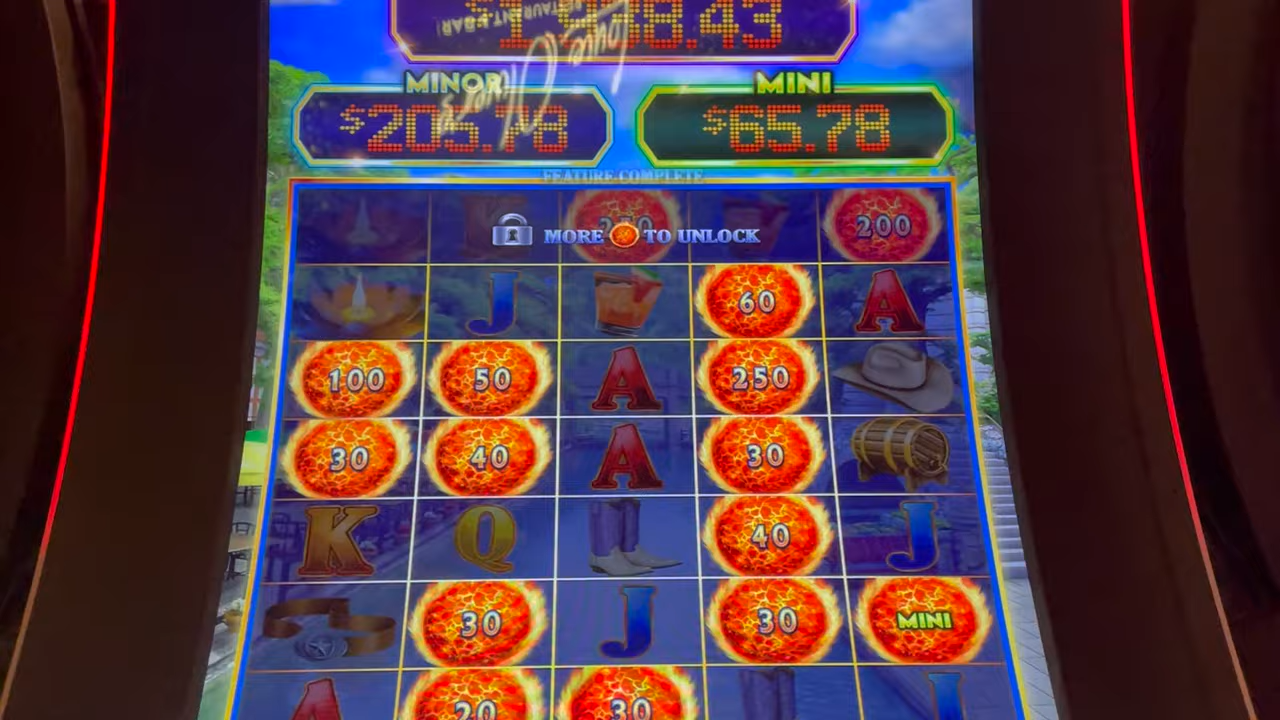 MINOR
MINI
$205.78
$65.78
FEATURE COMPLETE
MORE TO UNLOCK
200
J
60
A
100
50
A
250
30
40
A
30
K
Q
40
J
30
J
30
MINI
A
20
30
J